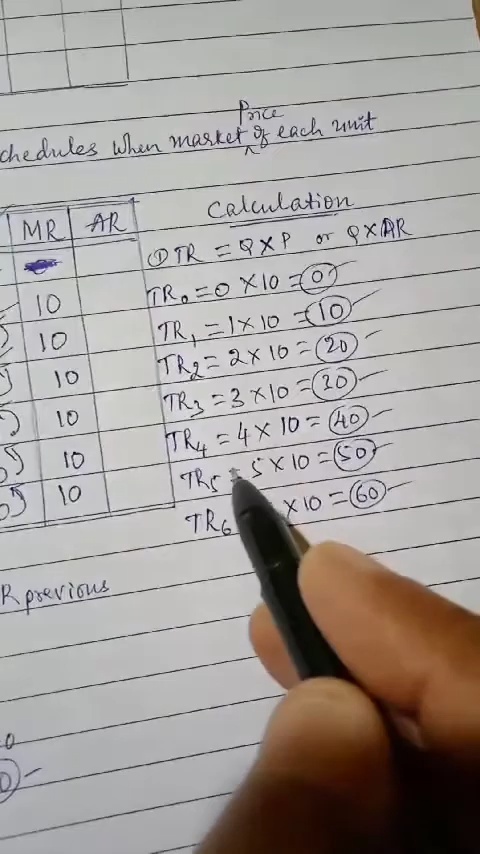 Price
chedules when market ^ of each unit
MR AR
Calculation
① TR = Q×P or Q×AR
TR₀ = 0 ×10 = 0
10
TR₁ = 1×10 = 10
10
TR₂ = 2×10 = 20
10
TR₃ = 3×10 = 30
10
TR₄ = 4×10 = 40
10
TR₅ = 5×10 = 50
10
TR₆ ×10 = 60
R previous
0
0